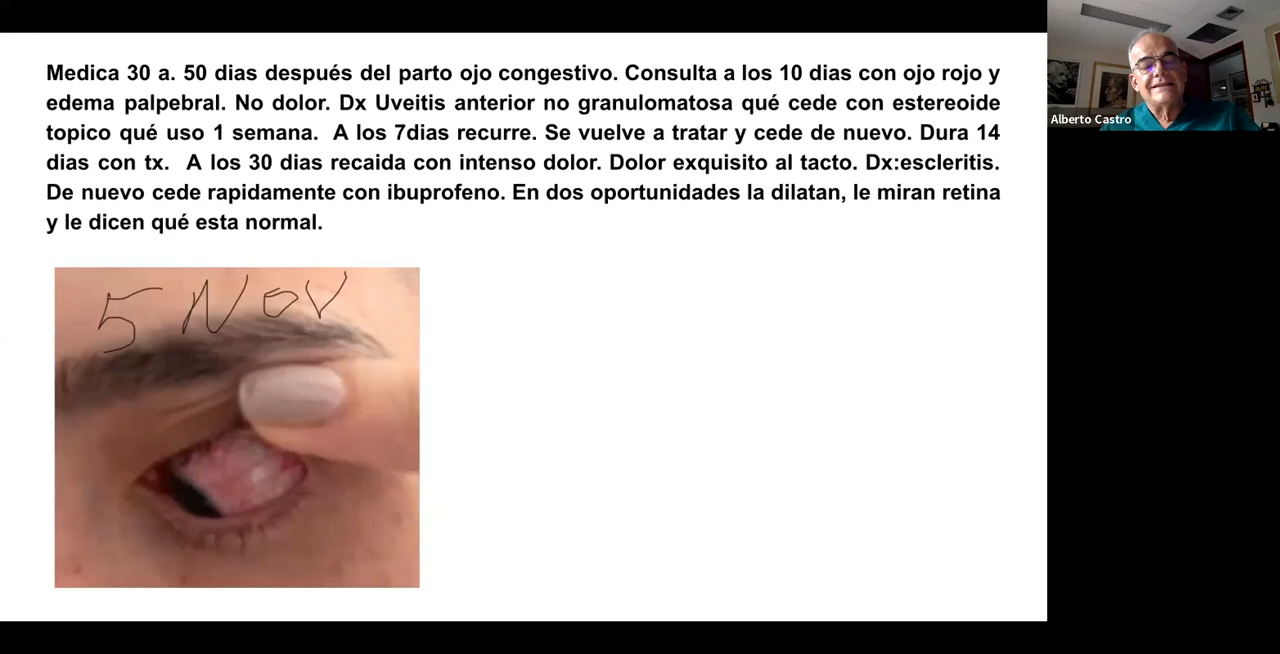 Medica 30 a. 50 dias después del parto ojo congestivo. Consulta a los 10 dias con ojo rojo y
edema palpebral. No dolor. Dx Uveitis anterior no granulomatosa qué cede con estereoide
topico qué uso 1 semana. A los 7dias recurre. Se vuelve a tratar y cede de nuevo. Dura 14
dias con tx. A los 30 dias recaida con intenso dolor. Dolor exquisito al tacto. Dx:escleritis.
De nuevo cede rapidamente con ibuprofeno. En dos oportunidades la dilatan, le miran retina
y le dicen qué esta normal.
5 Nov
Alberto Castro